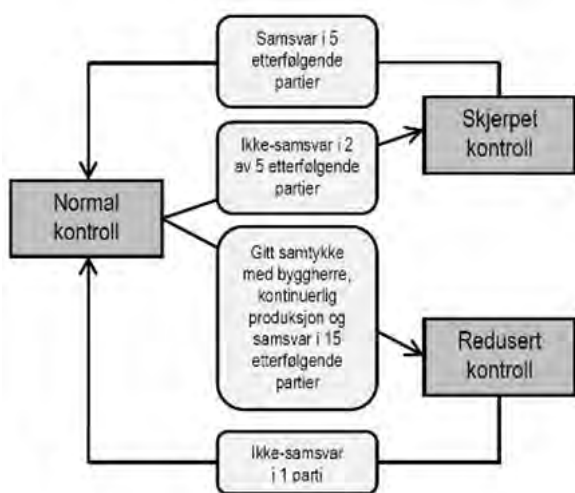 Samsvar i 5
etterfølgende
partier
Skjerpet
kontroll
Ikke-samsvar i 2
av 5 etterfølgende
partier
Normal
kontroll
Gitt samtykke
med byggherre,
kontinuerlig
produksjon og
samsvar i 15
etterfølgende
partier
Redusert
kontroll
Ikke-samsvar
i 1 parti